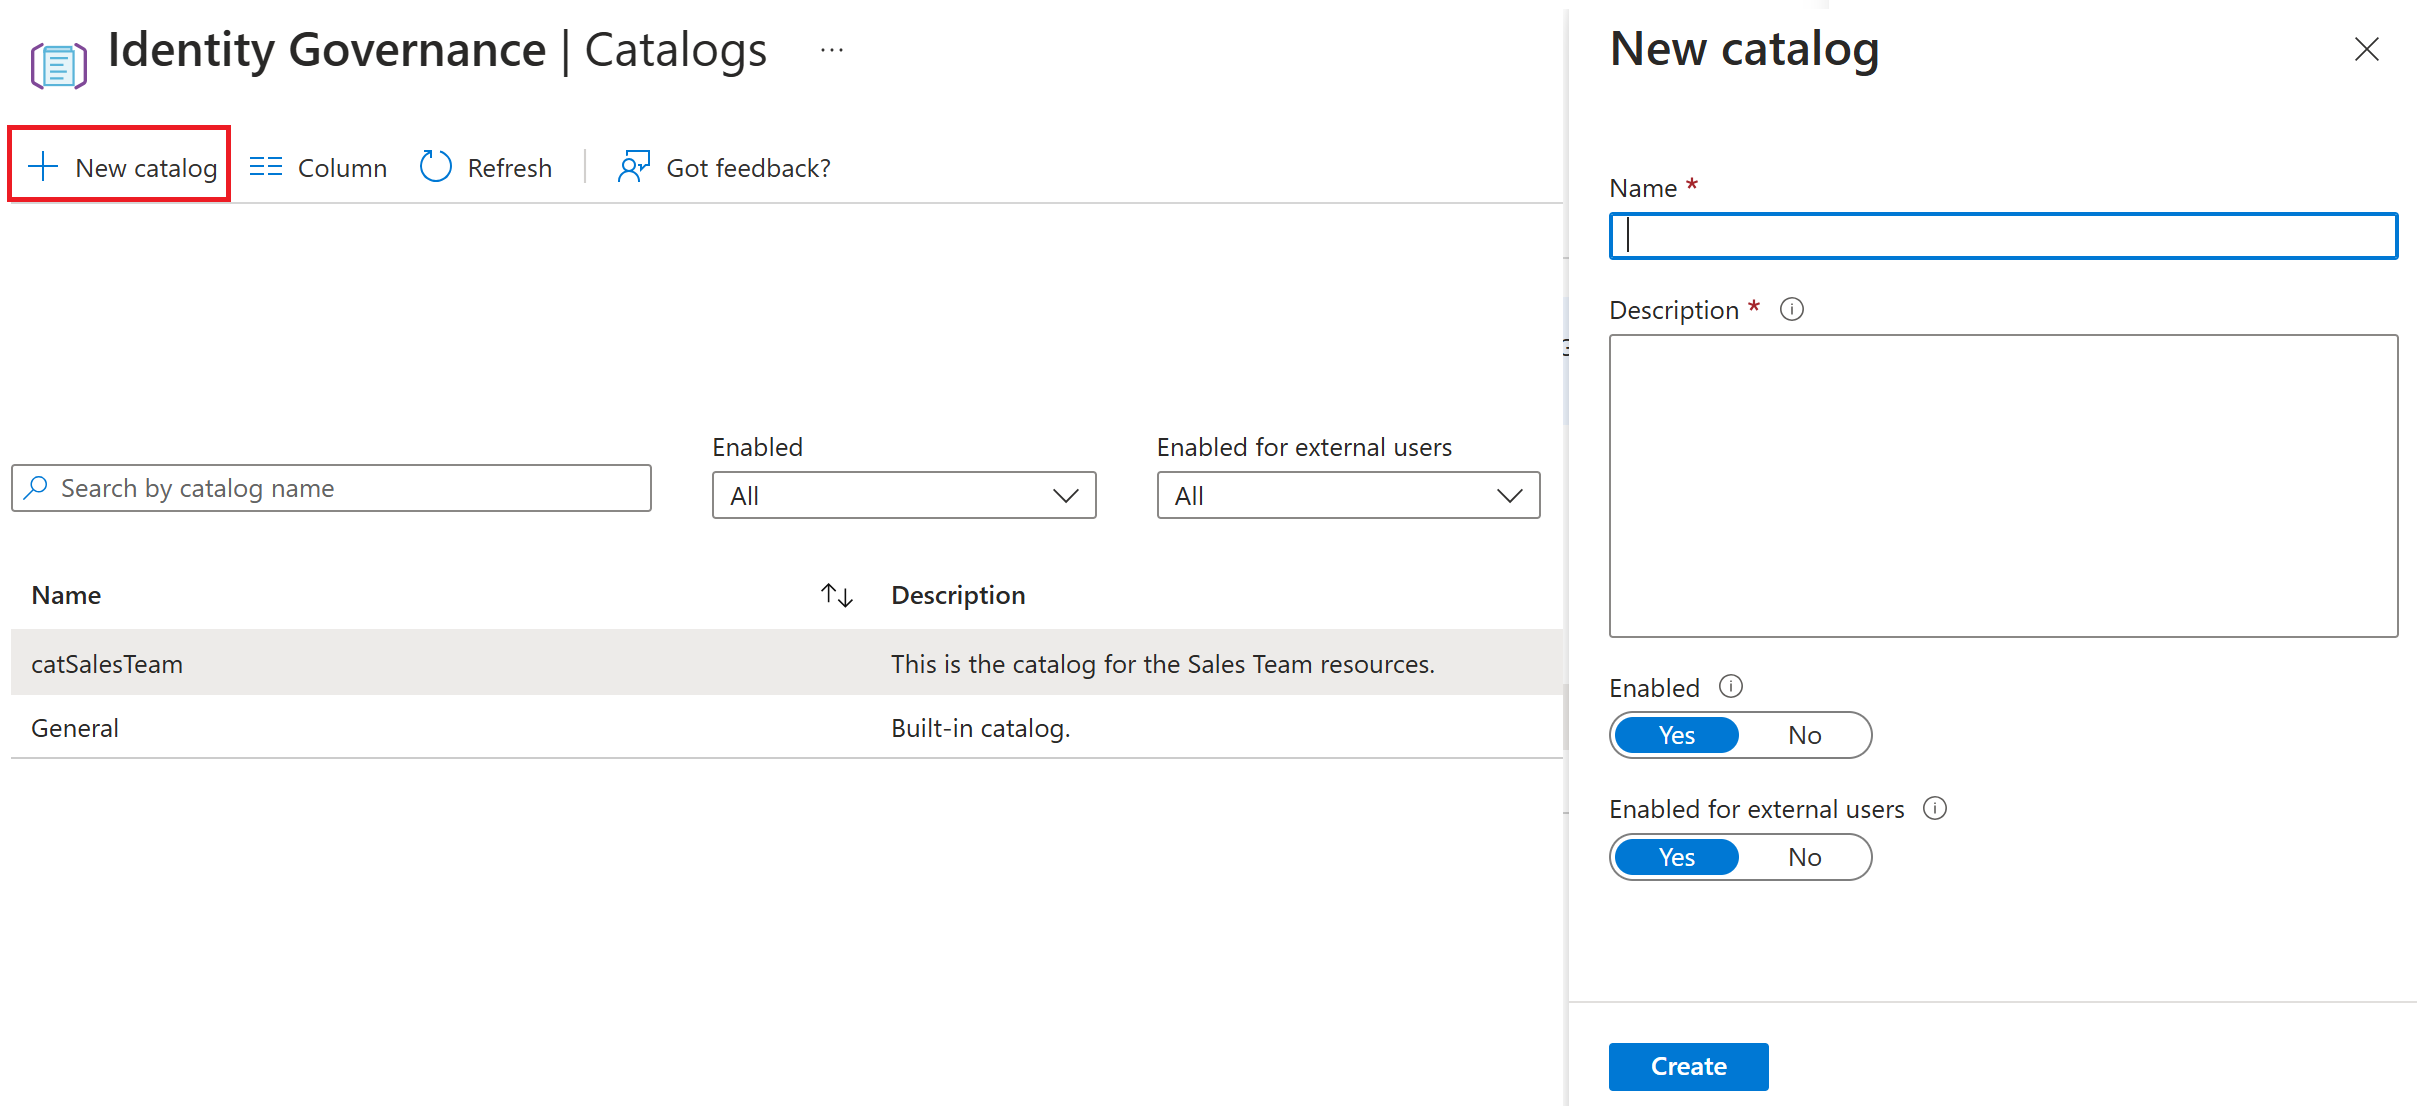 Identity Governance | Catalogs ...
New catalog
Column
Refresh
Got feedback?
Search by catalog name
Enabled
All
Enabled for external users
All
Name
Description
catSalesTeam
This is the catalog for the Sales Team resources.
General
Built-in catalog.
New catalog
Name *
Description *
Enabled
Yes No
Enabled for external users
Yes No
Create